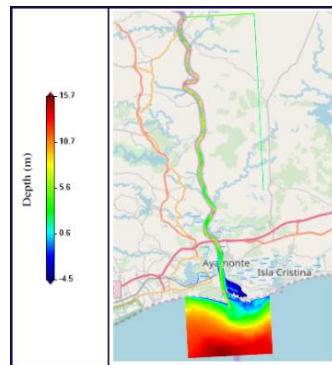 Depth (m)
15.7
10.7
5.6
0.6
-4.5
Ayamonte
Isla Cristina